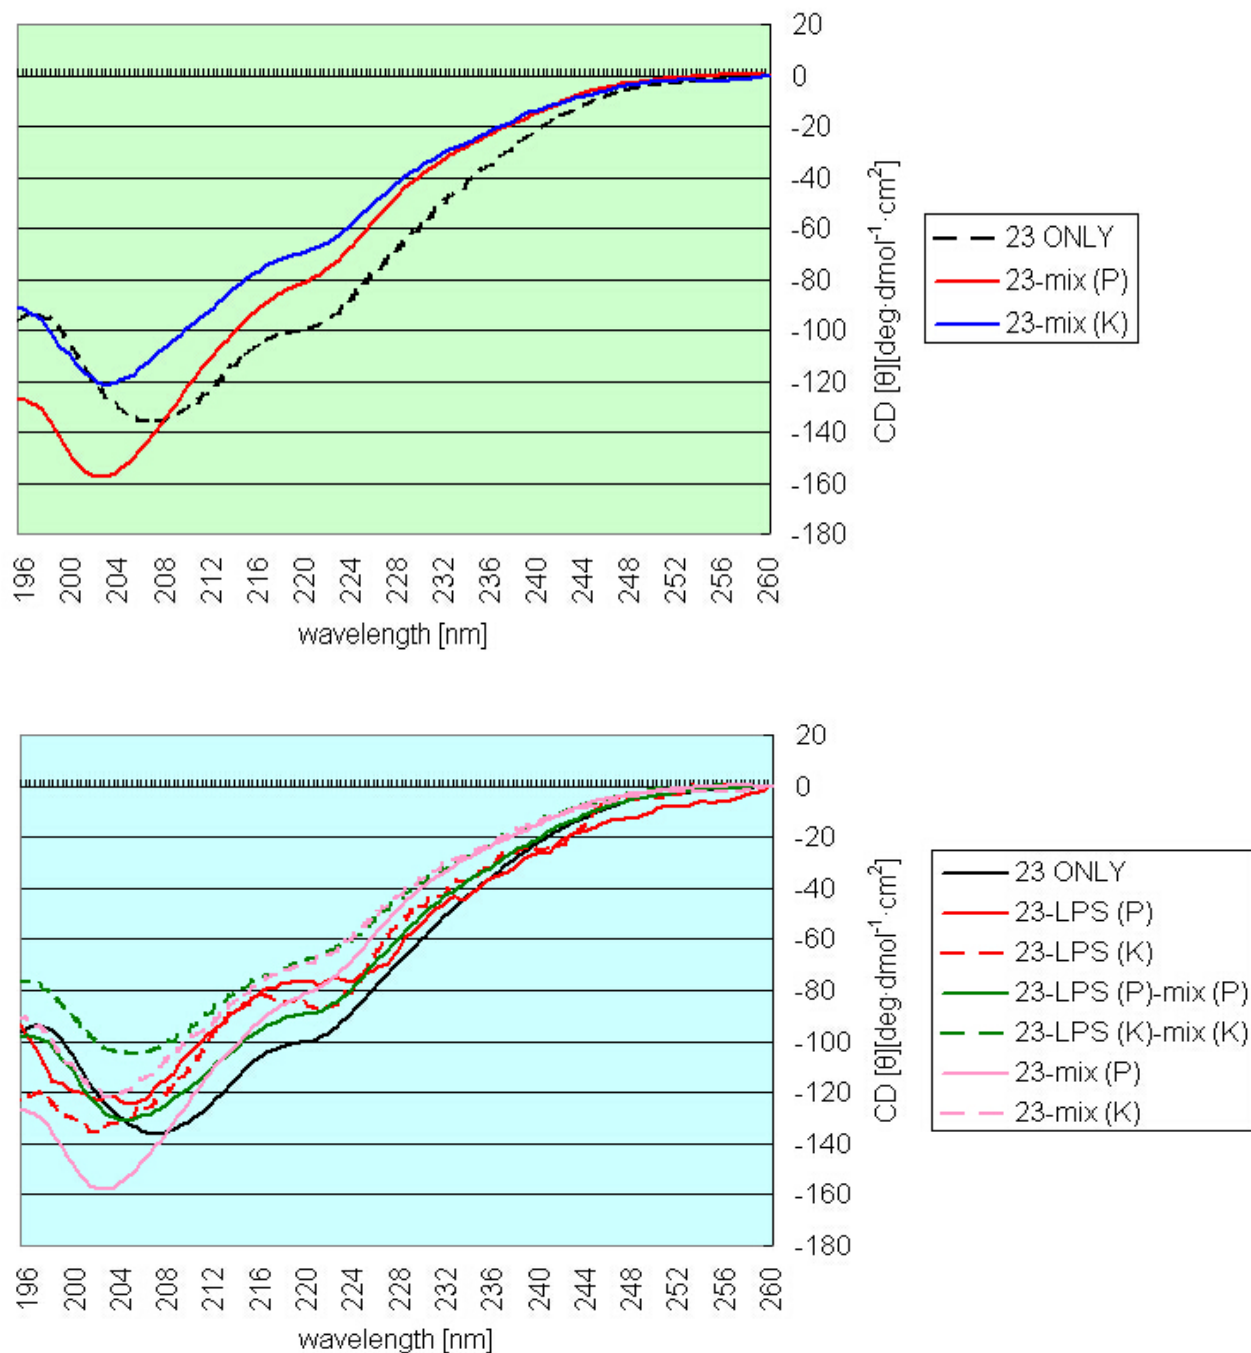 20
0
-20
-40
-60
-80
-100
-120
-140
-160
-180
CD [θ][deg·dmol⁻¹·cm²]
196 200 204 208 212 216 220 224 228 232 236 240 244 248 252 256 260
wavelength [nm]
23 ONLY
23-mix (P)
23-mix (K)
20
0
-20
-40
-60
-80
-100
-120
-140
-160
-180
CD [θ][deg·dmol⁻¹·cm²]
196 200 204 208 212 216 220 224 228 232 236 240 244 248 252 256 260
wavelength [nm]
23 ONLY
23-LPS (P)
23-LPS (K)
23-LPS (P)-mix (P)
23-LPS (K)-mix (K)
23-mix (P)
23-mix (K)